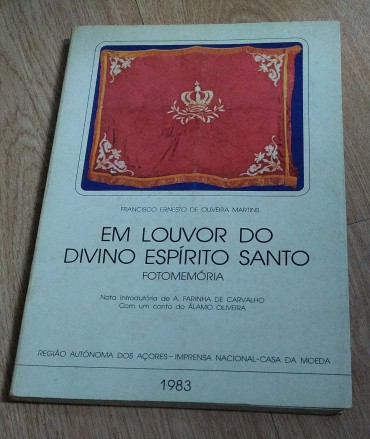 FRANCISCO ERNESTO DE OLIVEIRA MARTINS
EM LOUVOR DO
DIVINO ESPÍRITO SANTO
FOTOMEMÓRIA
Nota introdutória de A. FARINHA DE CARVALHO
Com um conto do ÁLAMO OLIVEIRA
REGIÃO AUTÓNOMA DOS AÇORES – IMPRENSA NACIONAL-CASA DA MOEDA
1983